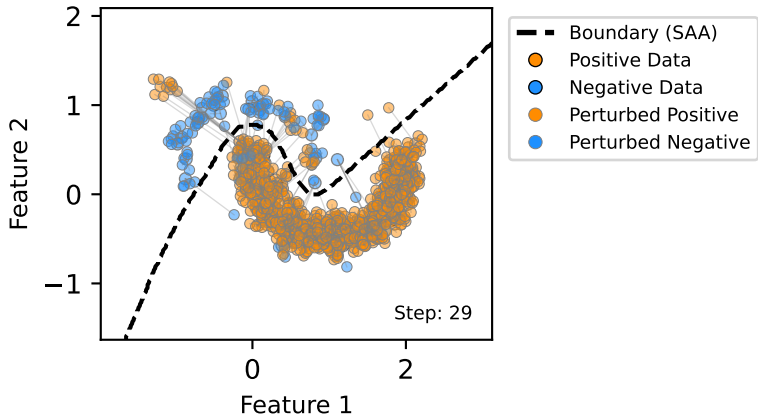 2
1
0
−1
Feature 2
0
2
Feature 1
Step: 29
Boundary (SAA)
Positive Data
Negative Data
Perturbed Positive
Perturbed Negative